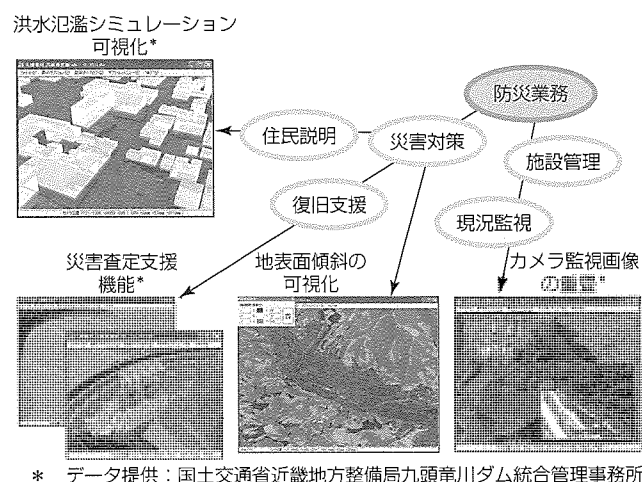 洪水氾濫シミュレーション
可視化*
防災業務
住民説明
災害対策
施設管理
復旧支援
現況監視
災害査定支援
機能*
地表面傾斜の
可視化
カメラ監視画像
の
* データ提供:国土交通省近畿地方整備局九頭竜川ダム統合管理事務所